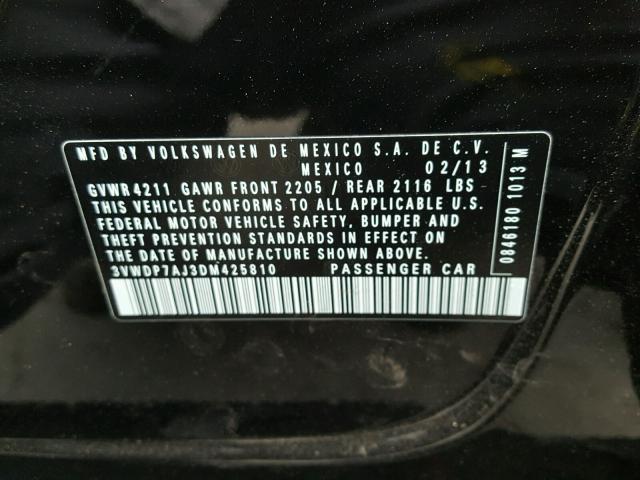 MFD BY VOLKSWAGEN DE MEXICO S.A. DE C.V.
MEXICO 02/13
GVWR 4211 GAWR FRONT 2205 / REAR 2116 LBS
THIS VEHICLE CONFORMS TO ALL APPLICABLE U.S.
FEDERAL MOTOR VEHICLE SAFETY, BUMPER AND
THEFT PREVENTION STANDARDS IN EFFECT ON
THE DATE OF MANUFACTURE SHOWN ABOVE.
3VWDP7AJ3DM425810 PASSENGER CAR
0846180 1013 M